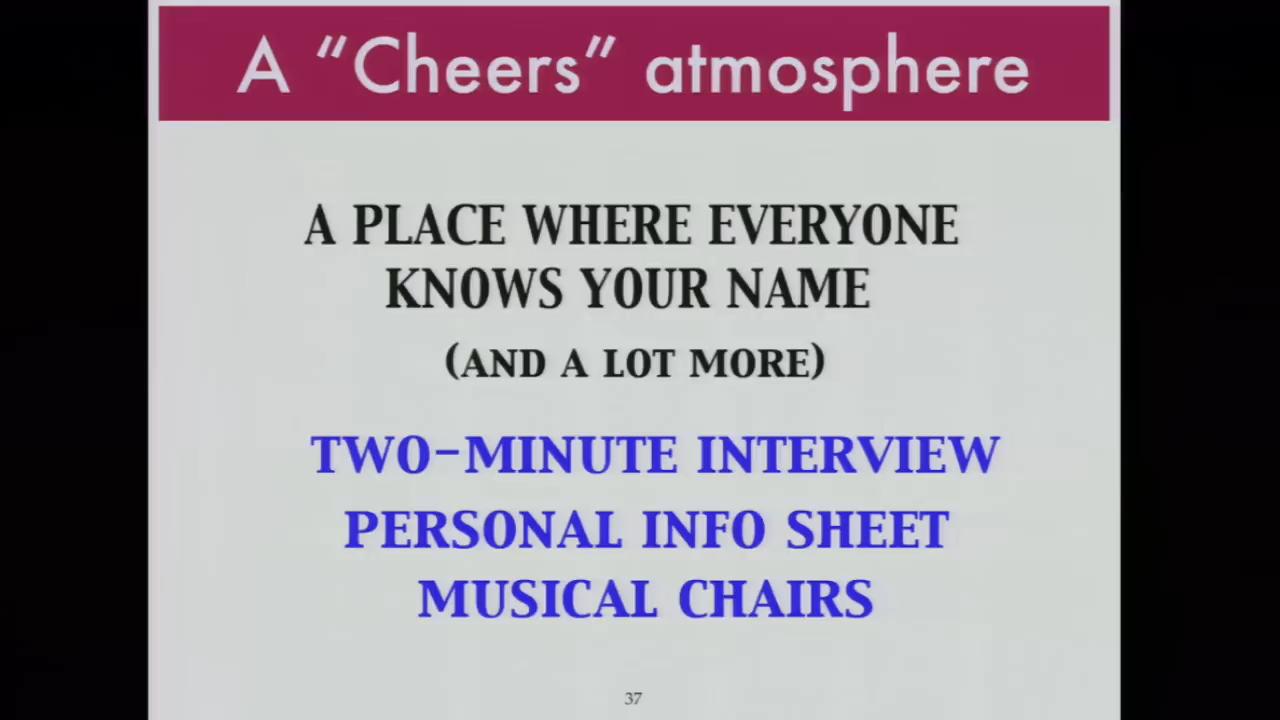 A “Cheers” atmosphere
A PLACE WHERE EVERYONE
KNOWS YOUR NAME
(AND A LOT MORE)
TWO-MINUTE INTERVIEW
PERSONAL INFO SHEET
MUSICAL CHAIRS
37